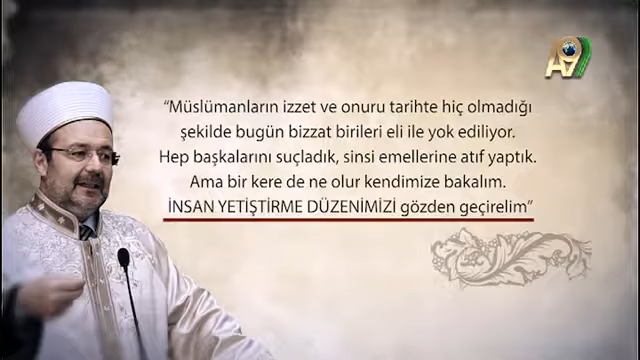 A9
"Müslümanların izzet ve onuru tarihte hiç olmadığı
şekilde bugün bizzat birileri eli ile yok ediliyor.
Hep başkalarını suçladık, sinsi emellerine atıf yaptık.
Ama bir kere de ne olur kendimize bakalım.
İNSAN YETİŞTİRME DÜZENİMİZİ gözden geçirelim"